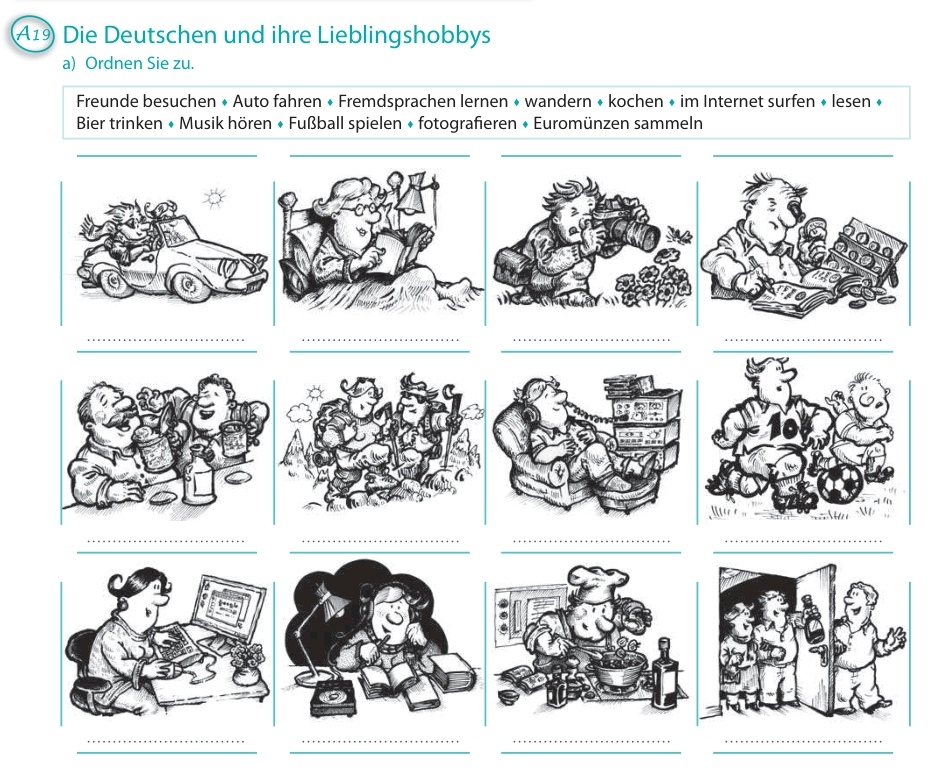 A19 Die Deutschen und ihre Lieblingshobbys
a) Ordnen Sie zu.
Freunde besuchen ♦ Auto fahren ♦ Fremdsprachen lernen ♦ wandern ♦ kochen ♦ im Internet surfen ♦ lesen ♦
Bier trinken ♦ Musik hören ♦ Fußball spielen ♦ fotografieren ♦ Euromünzen sammeln
10
Google